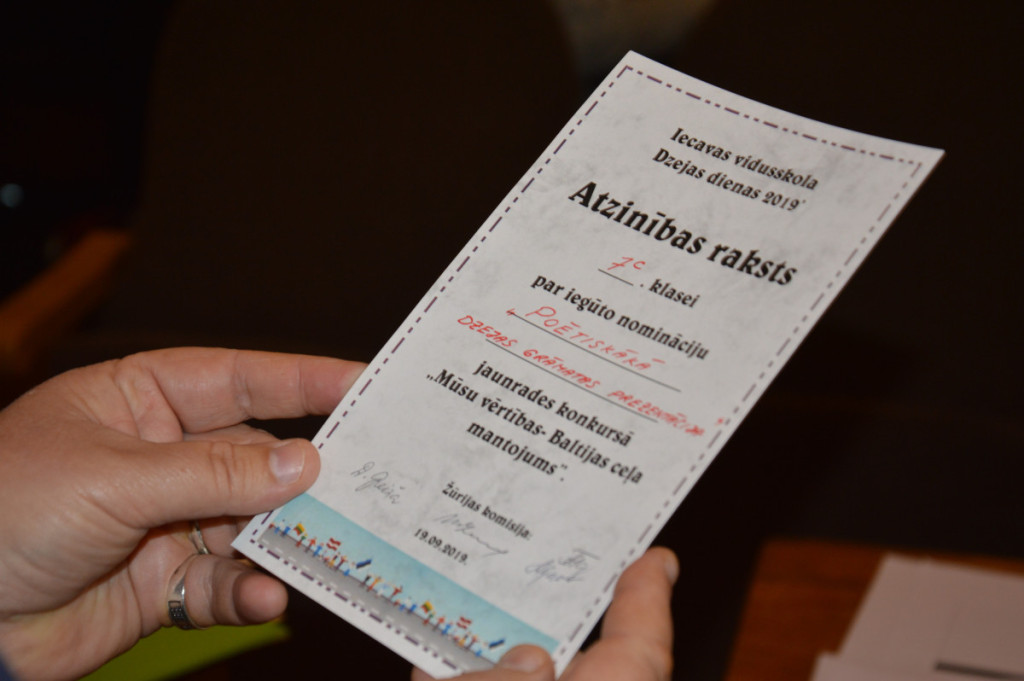 Iecavas vidusskola
Dzejas dienas 2019'
Atzinības raksts
7c. klasei
par iegūto nomināciju
"POĒTISKĀKĀ
DZEJAS GRĀMATAS PREZENTĀCIJA"
jaunrades konkursā
„Mūsu vērtības- Baltijas ceļa
mantojums".
Žūrijas komisija:
19.09.2019.